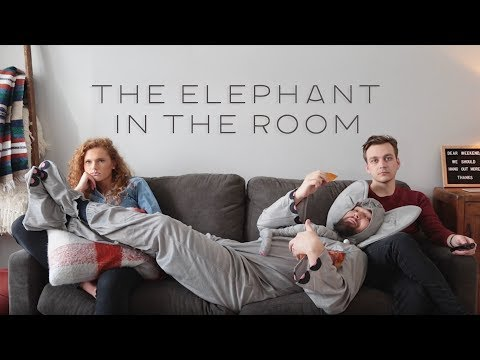 THE ELEPHANT
IN THE ROOM
DEAR WEEKEND,
WE SHOULD
HANG OUT MORE.
THANKS